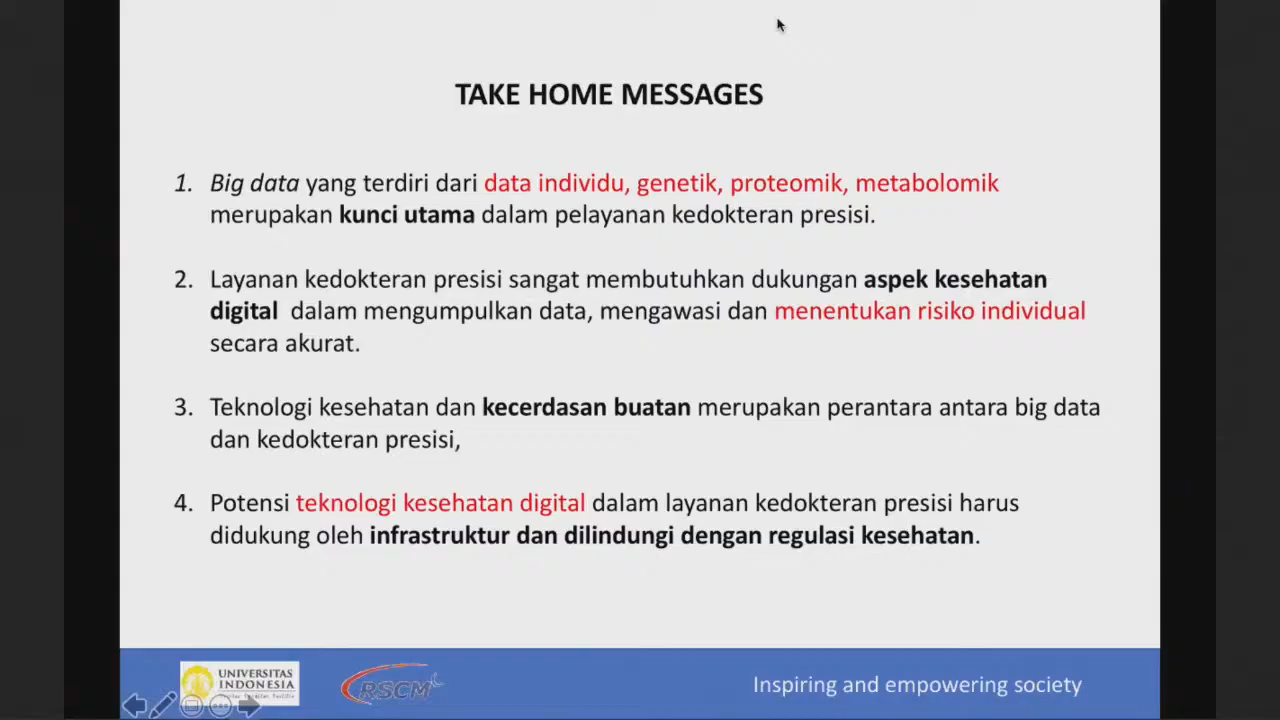 TAKE HOME MESSAGES
1. Big data yang terdiri dari data individu, genetik, proteomik, metabolomik
merupakan kunci utama dalam pelayanan kedokteran presisi.
2. Layanan kedokteran presisi sangat membutuhkan dukungan aspek kesehatan
digital dalam mengumpulkan data, mengawasi dan menentukan risiko individual
secara akurat.
3. Teknologi kesehatan dan kecerdasan buatan merupakan perantara antara big data
dan kedokteran presisi,
4. Potensi teknologi kesehatan digital dalam layanan kedokteran presisi harus
didukung oleh infrastruktur dan dilindungi dengan regulasi kesehatan.
UNIVERSITAS
INDONESIA
RSCM
Inspiring and empowering society